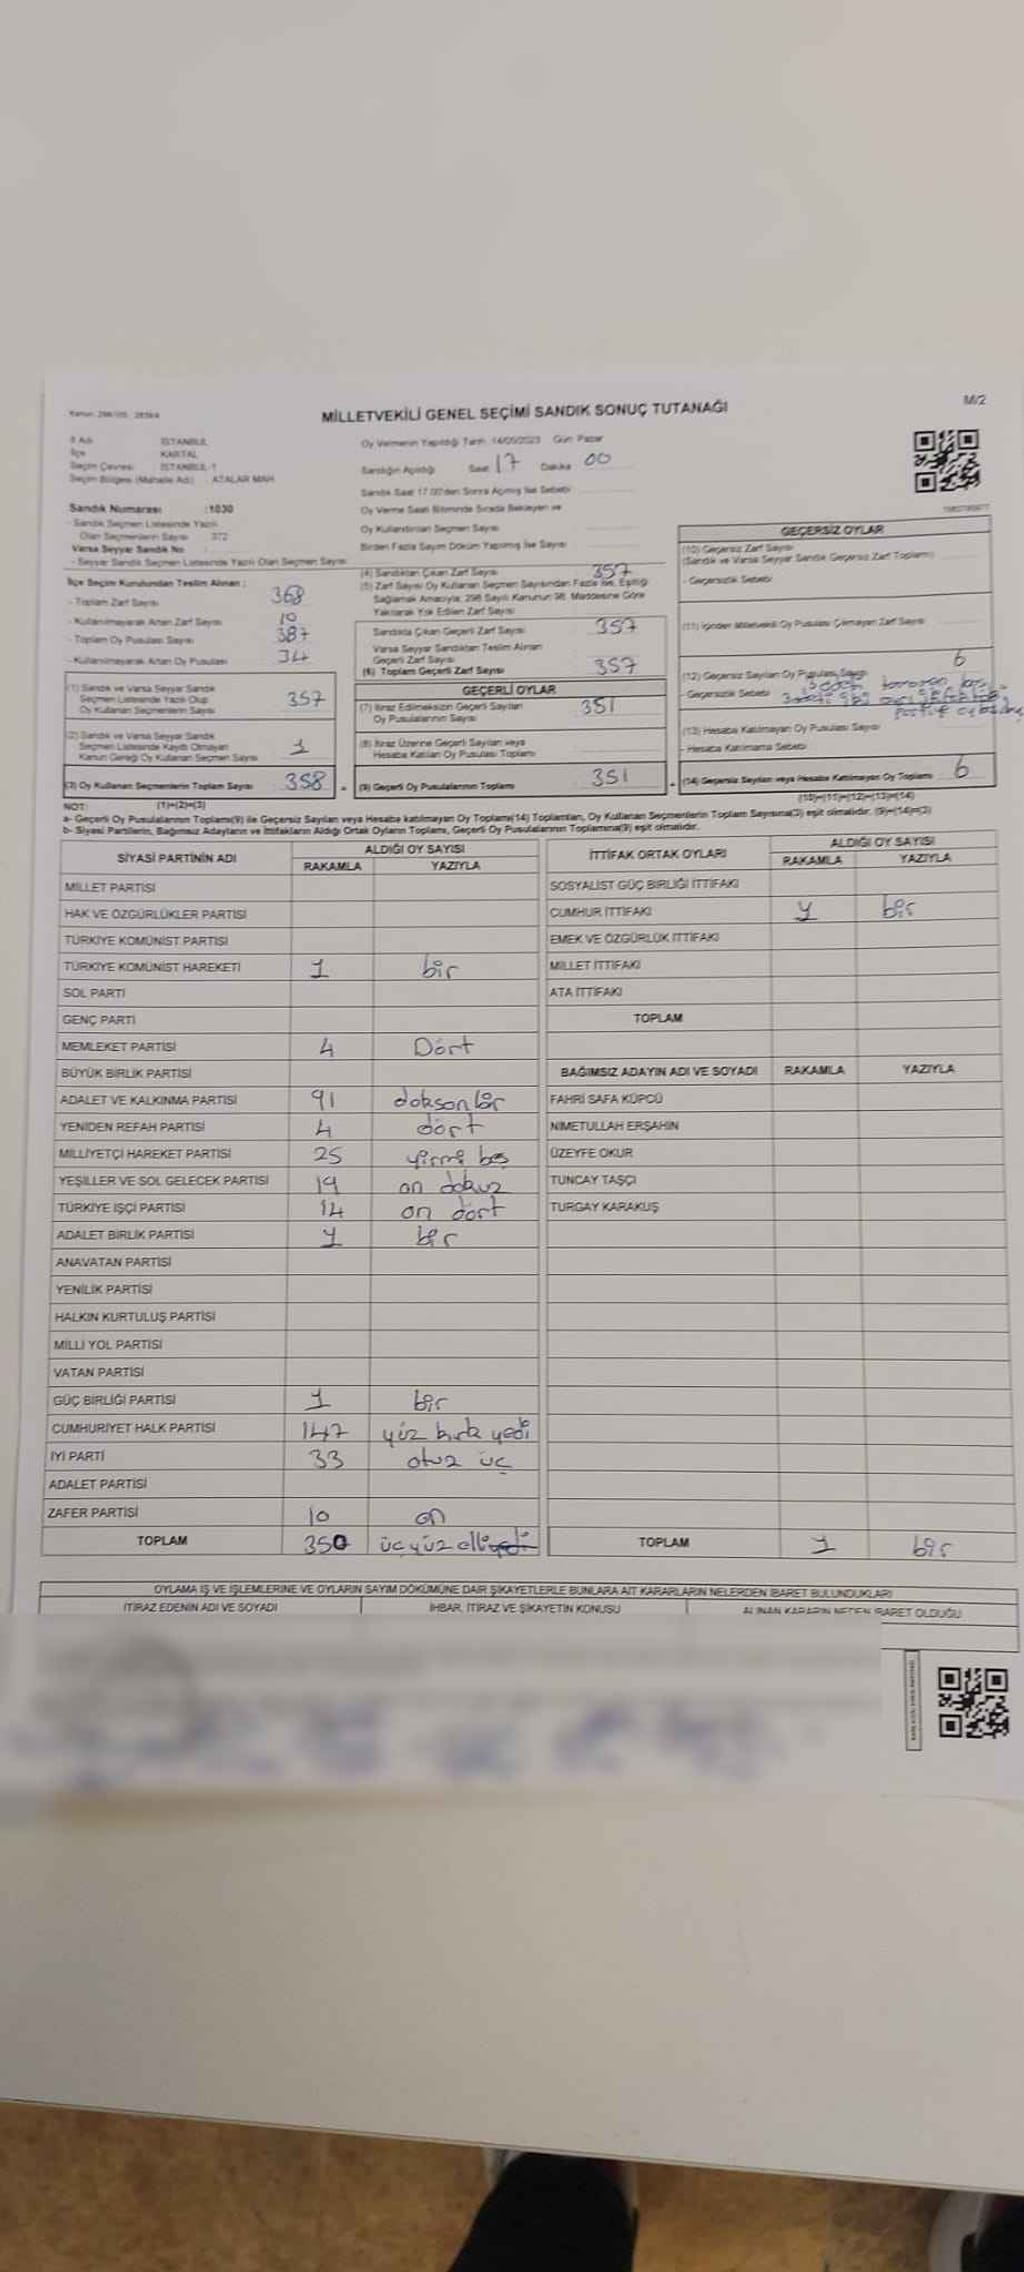 MİLLETVEKİLİ GENEL SEÇİMİ SANDIK SONUÇ TUTANAĞI
M/2
İl Adı İSTANBUL
İlçe KARTAL
Seçim Çevresi İSTANBUL-1
Seçim Bölgesi (Mahalle Adı) : ATALAR MAH
Sandık Numarası :1030
- Sandık Seçmen Listesinde Yazılı
Olan Seçmenlerin Sayısı 372
Varsa Seyyar Sandık No
- Seyyar Sandık Seçmen Listesinde Yazılı Olan Seçmen Sayısı
İlçe Seçim Kurulundan Teslim Alınan :
- Toplam Zarf Sayısı 368
- Kullanılmayarak Artan Zarf Sayısı 10
- Toplam Oy Pusulası Sayısı 387
- Kullanılmayarak Artan Oy Pusulası 34
(1) Sandık ve Varsa Seyyar Sandık
Seçmen Listesinde Yazılı Olup
Oy Kullanan Seçmenlerin Sayısı 357
(2) Sandık ve Varsa Seyyar Sandık
Seçmen Listesinde Kaydı Olmayan
Kanun Gereği Oy Kullanan Seçmen Sayısı 1
(3) Oy Kullanan Seçmenlerin Toplam Sayısı 358
Oy Vermenin Yapıldığı Tarih 14/05/2023 Gün Pazar
Sandığın Açıldığı Saat 17 Dakika 00
Sandık Saat 17.00'den Sonra Açılmış İse Sebebi
Oy Verme Saati Bitiminde Sırada Bekleyen ve
Oy Kullandırılan Seçmen Sayısı
Birden Fazla Sayım Döküm Yapılmış İse Sayısı
(4) Sandıktan Çıkan Zarf Sayısı 357
(5) Zarf Sayısı Oy Kullanan Seçmen Sayısından Fazla İse, Eşitliği
Sağlamak Amacıyla, 298 Sayılı Kanunun 98. Maddesine Göre
Yakılarak Yok Edilen Zarf Sayısı
Sandıkta Çıkan Geçerli Zarf Sayısı 357
Varsa Seyyar Sandıktan Teslim Alınan
Geçerli Zarf Sayısı
(6) Toplam Geçerli Zarf Sayısı 357
GEÇERLİ OYLAR
(7) İtiraz Edilmeksizin Geçerli Sayılan
Oy Pusulalarının Sayısı 351
(8) İtiraz Üzerine Geçerli Sayılan veya
Hesaba Katılan Oy Pusulası Toplamı
(9) Geçerli Oy Pusulalarının Toplamı 351
GEÇERSİZ OYLAR
(10) Geçersiz Zarf Sayısı
(Sandık ve Varsa Seyyar Sandık Geçersiz Zarf Toplamı)
- Geçersizlik Sebebi
(11) İçinden Milletvekili Oy Pusulası Çıkmayan Zarf Sayısı
(12) Geçersiz Sayılan Oy Pusulası Sayısı 6
- Geçersizlik Sebebi
(13) Hesaba Katılmayan Oy Pusulası Sayısı
- Hesaba Katılmama Sebebi
(14) Geçersiz Sayılan veya Hesaba Katılmayan Oy Toplamı 6
(10)+(11)+(12)+(13)=(14)
NOT: (1)+(2)=(3)
a- Geçerli Oy Pusulalarının Toplamı(9) ile Geçersiz Sayılan veya Hesaba katılmayan Oy Toplamı(14) Toplamları, Oy Kullanan Seçmenlerin Toplam Sayısına(3) eşit olmalıdır. (9)+(14)=(3)
b- Siyasi Partilerin, Bağımsız Adayların ve İttifakların Aldığı Ortak Oyların Toplamı, Geçerli Oy Pusulalarının Toplamına(9) eşit olmalıdır.
SİYASİ PARTİNİN ADI ALDIĞI OY SAYISI
RAKAMLA YAZIYLA
MİLLET PARTİSİ
HAK VE ÖZGÜRLÜKLER PARTİSİ
TÜRKİYE KOMÜNİST PARTİSİ
TÜRKİYE KOMÜNİST HAREKETİ 1 bir
SOL PARTİ
GENÇ PARTİ
MEMLEKET PARTİSİ 4 Dört
BÜYÜK BİRLİK PARTİSİ
ADALET VE KALKINMA PARTİSİ 91 doksan bir
YENİDEN REFAH PARTİSİ 4 dört
MİLLİYETÇİ HAREKET PARTİSİ 25 yirmi beş
YEŞİLLER VE SOL GELECEK PARTİSİ 19 on dokuz
TÜRKİYE İŞÇİ PARTİSİ 14 on dört
ADALET BİRLİK PARTİSİ 1 bir
ANAVATAN PARTİSİ
YENİLİK PARTİSİ
HALKIN KURTULUŞ PARTİSİ
MİLLİ YOL PARTİSİ
VATAN PARTİSİ
GÜÇ BİRLİĞİ PARTİSİ 1 bir
CUMHURİYET HALK PARTİSİ 147 yüz kırk yedi
İYİ PARTİ 33 otuz üç
ADALET PARTİSİ
ZAFER PARTİSİ 10 on
TOPLAM 350 üçyüz elli
İTTİFAK ORTAK OYLARI ALDIĞI OY SAYISI
RAKAMLA YAZIYLA
SOSYALİST GÜÇ BİRLİĞİ İTTİFAKI
CUMHUR İTTİFAKI 1 bir
EMEK VE ÖZGÜRLÜK İTTİFAKI
MİLLET İTTİFAKI
ATA İTTİFAKI
TOPLAM
BAĞIMSIZ ADAYIN ADI VE SOYADI RAKAMLA YAZIYLA
FAHRİ SAFA KÜPCÜ
NİMETULLAH ERŞAHİN
ÜZEYFE OKUR
TUNCAY TAŞÇI
TURGAY KARAKUŞ
TOPLAM 1 bir
OYLAMA İŞ VE İŞLEMLERİNE VE OYLARIN SAYIM DÖKÜMÜNE DAİR ŞİKAYETLERLE BUNLARA AİT KARARLARIN NELERDEN İBARET BULUNDUKLARI
İTİRAZ EDENİN ADI VE SOYADI İHBAR, İTİRAZ VE ŞİKAYETİN KONUSU ALINAN KARARIN NEDEN İBARET OLDUĞU